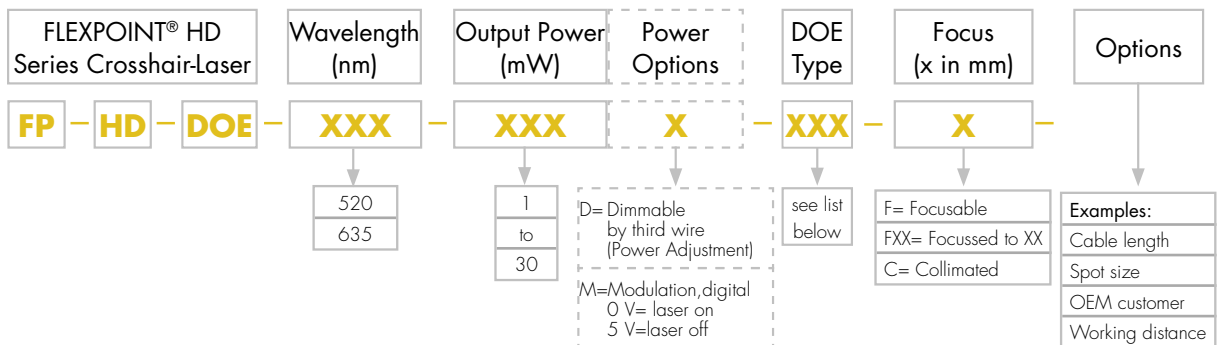 FLEXPOINT® HD
Series Crosshair-Laser
Wavelength
(nm)
Output Power
(mW)
Power
Options
DOE
Type
Focus
(x in mm)
Options
FP – HD – DOE – XXX – XXX X – XXX – X –
520
635
1
to
30
D= Dimmable
by third wire
(Power Adjustment)
M=Modulation,digital
0 V= laser on
5 V=laser off
see list
below
F= Focusable
FXX= Focussed to XX
C= Collimated
Examples:
Cable length
Spot size
OEM customer
Working distance